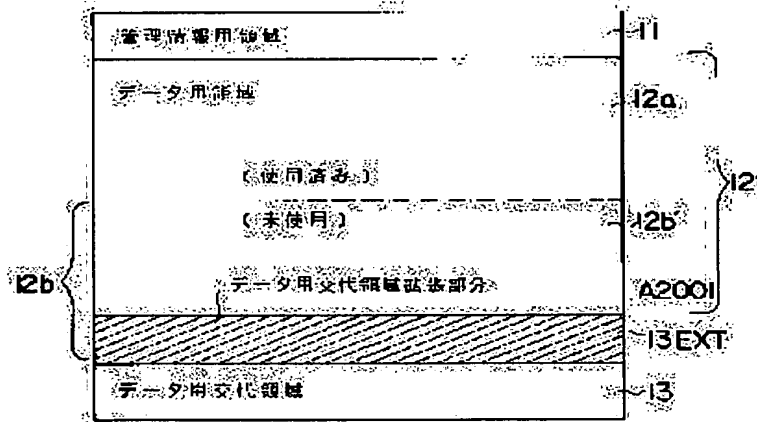 管理情報用領域
11
データ用領域
12a
(使用済み)
12
(未使用)
12b
12b
データ用交代領域拡張部分
A2001
13EXT
データ用交代領域
13